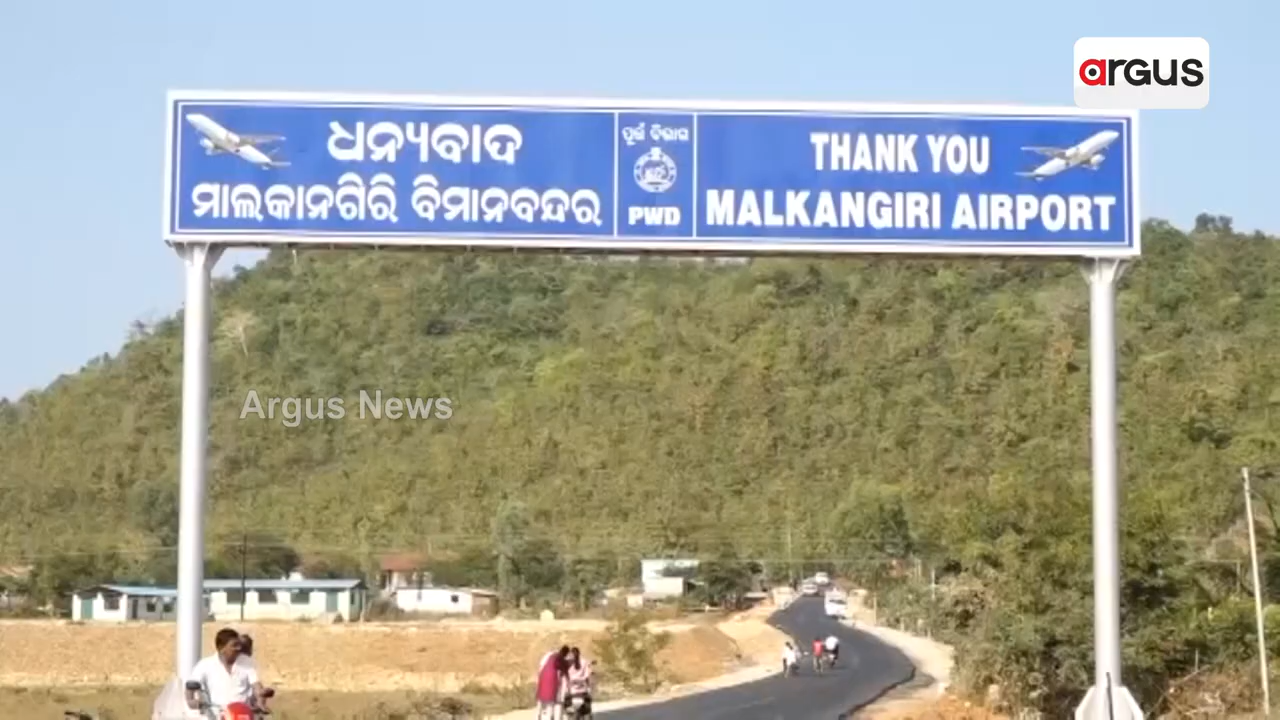 argus
ଧନ୍ୟବାଦ
ମାଲକାନଗିରି ବିମାନବନ୍ଦର
ପୂର୍ତ୍ତ ବିଭାଗ
PWD
THANK YOU
MALKANGIRI AIRPORT
Argus News